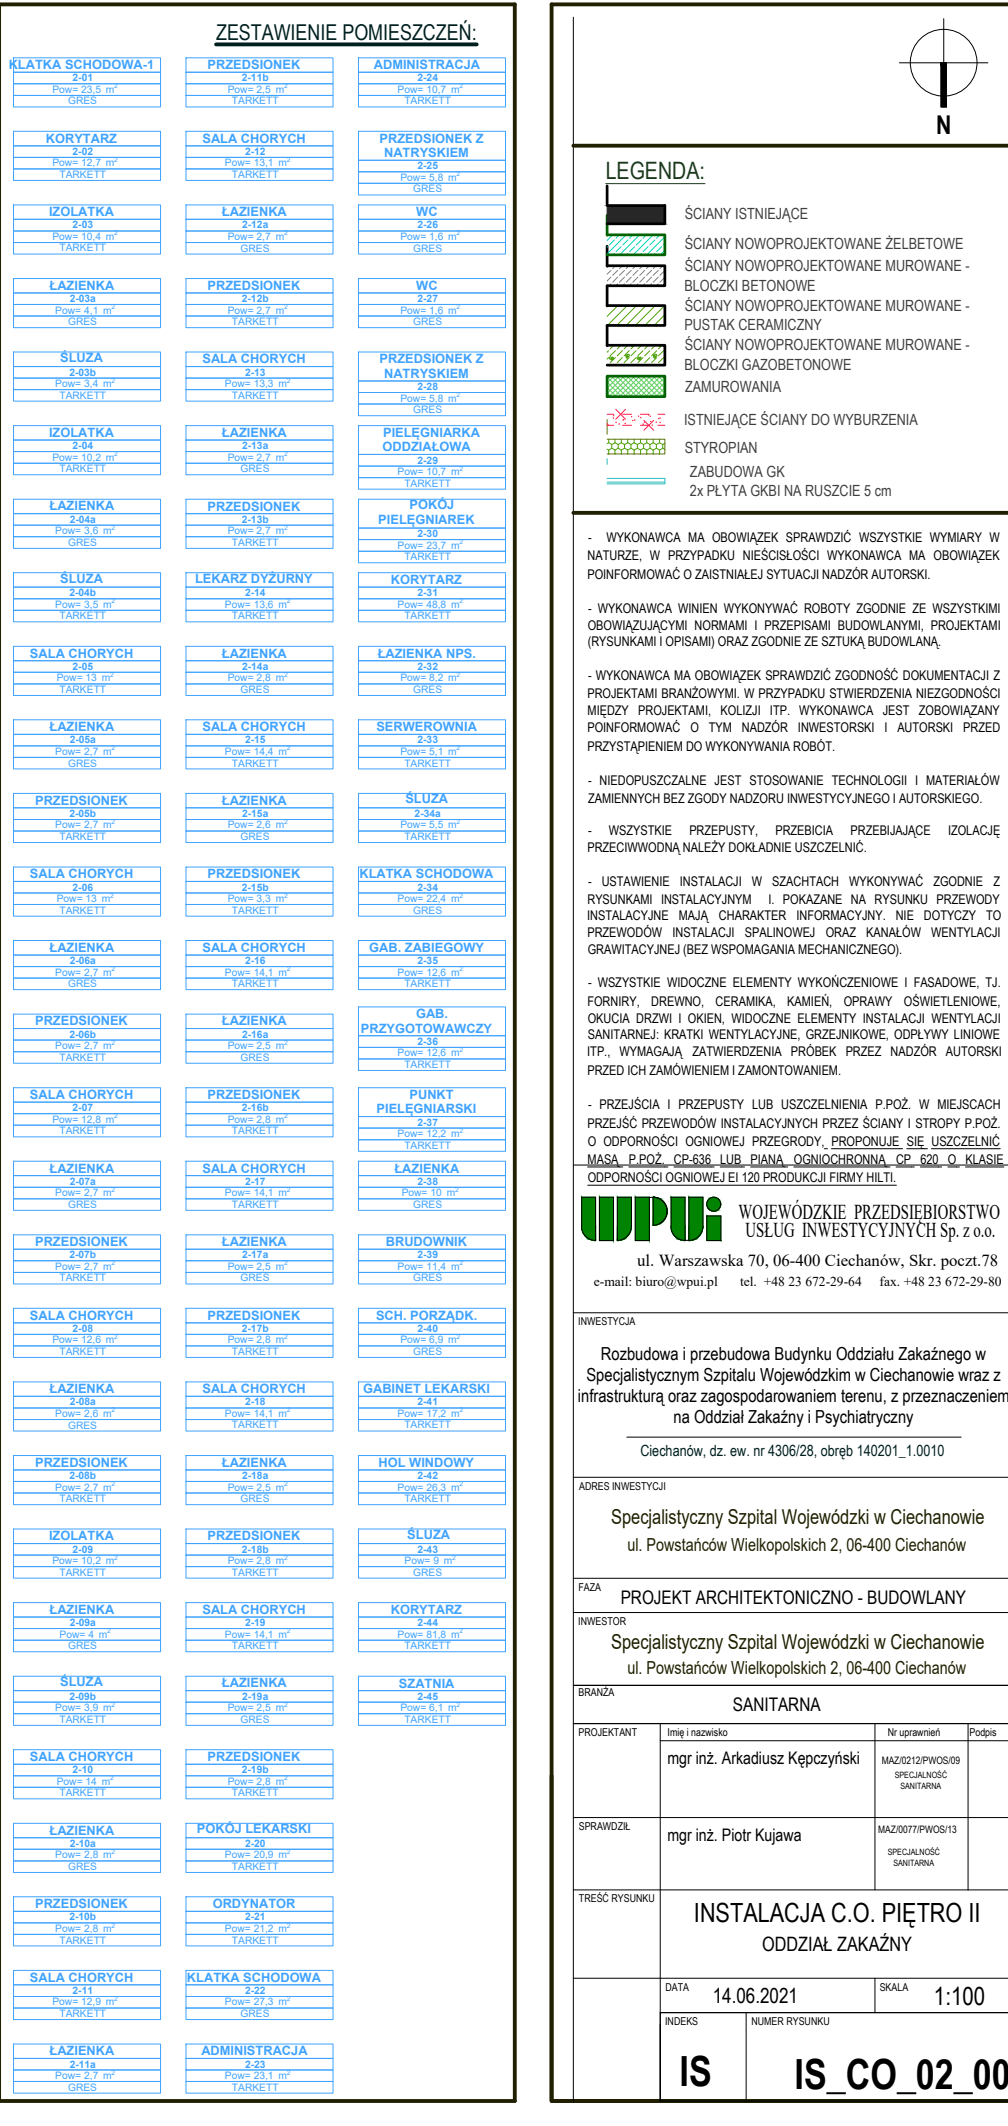 ZESTAWIENIE POMIESZCZEŃ:
KLATKA SCHODOWA-1
2-01
Pow= 23,5 m²
GRES
KORYTARZ
2-02
Pow= 12,7 m²
TARKETT
IZOLATKA
2-03
Pow= 10,4 m²
TARKETT
ŁAZIENKA
2-03a
Pow= 4,1 m²
GRES
ŚLUZA
2-03b
Pow= 3,4 m²
TARKETT
IZOLATKA
2-04
Pow= 10,2 m²
TARKETT
ŁAZIENKA
2-04a
Pow= 3,6 m²
GRES
ŚLUZA
2-04b
Pow= 3,5 m²
TARKETT
SALA CHORYCH
2-05
Pow= 13 m²
TARKETT
ŁAZIENKA
2-05a
Pow= 2,7 m²
GRES
PRZEDSIONEK
2-05b
Pow= 2,7 m²
TARKETT
SALA CHORYCH
2-06
Pow= 13 m²
TARKETT
ŁAZIENKA
2-06a
Pow= 2,7 m²
GRES
PRZEDSIONEK
2-06b
Pow= 2,7 m²
TARKETT
SALA CHORYCH
2-07
Pow= 12,8 m²
TARKETT
ŁAZIENKA
2-07a
Pow= 2,7 m²
GRES
PRZEDSIONEK
2-07b
Pow= 2,7 m²
TARKETT
SALA CHORYCH
2-08
Pow= 12,6 m²
TARKETT
ŁAZIENKA
2-08a
Pow= 2,6 m²
GRES
PRZEDSIONEK
2-08b
Pow= 2,7 m²
TARKETT
IZOLATKA
2-09
Pow= 10,2 m²
TARKETT
ŁAZIENKA
2-09a
Pow= 4 m²
GRES
ŚLUZA
2-09b
Pow= 3,9 m²
TARKETT
SALA CHORYCH
2-10
Pow= 14 m²
TARKETT
ŁAZIENKA
2-10a
Pow= 2,8 m²
GRES
PRZEDSIONEK
2-10b
Pow= 2,8 m²
TARKETT
SALA CHORYCH
2-11
Pow= 12,9 m²
TARKETT
ŁAZIENKA
2-11a
Pow= 2,7 m²
GRES
PRZEDSIONEK
2-11b
Pow= 2,5 m²
TARKETT
SALA CHORYCH
2-12
Pow= 13,1 m²
TARKETT
ŁAZIENKA
2-12a
Pow= 2,7 m²
GRES
PRZEDSIONEK
2-12b
Pow= 2,7 m²
TARKETT
SALA CHORYCH
2-13
Pow= 13,3 m²
TARKETT
ŁAZIENKA
2-13a
Pow= 2,7 m²
GRES
PRZEDSIONEK
2-13b
Pow= 2,7 m²
TARKETT
LEKARZ DYŻURNY
2-14
Pow= 13,6 m²
TARKETT
ŁAZIENKA
2-14a
Pow= 2,8 m²
GRES
SALA CHORYCH
2-15
Pow= 14,4 m²
TARKETT
ŁAZIENKA
2-15a
Pow= 2,6 m²
GRES
PRZEDSIONEK
2-15b
Pow= 3,3 m²
TARKETT
SALA CHORYCH
2-16
Pow= 14,1 m²
TARKETT
ŁAZIENKA
2-16a
Pow= 2,5 m²
GRES
PRZEDSIONEK
2-16b
Pow= 2,8 m²
TARKETT
SALA CHORYCH
2-17
Pow= 14,1 m²
TARKETT
ŁAZIENKA
2-17a
Pow= 2,5 m²
GRES
PRZEDSIONEK
2-17b
Pow= 2,8 m²
TARKETT
SALA CHORYCH
2-18
Pow= 14,1 m²
TARKETT
ŁAZIENKA
2-18a
Pow= 2,5 m²
GRES
PRZEDSIONEK
2-18b
Pow= 2,8 m²
TARKETT
SALA CHORYCH
2-19
Pow= 14,1 m²
TARKETT
ŁAZIENKA
2-19a
Pow= 2,5 m²
GRES
PRZEDSIONEK
2-19b
Pow= 2,8 m²
TARKETT
POKÓJ LEKARSKI
2-20
Pow= 20,9 m²
TARKETT
ORDYNATOR
2-21
Pow= 21,2 m²
TARKETT
KLATKA SCHODOWA
2-22
Pow= 27,3 m²
GRES
ADMINISTRACJA
2-23
Pow= 23,1 m²
TARKETT
ADMINISTRACJA
2-24
Pow= 10,7 m²
TARKETT
PRZEDSIONEK Z
NATRYSKIEM
2-25
Pow= 5,8 m²
GRES
WC
2-26
Pow= 1,6 m²
GRES
WC
2-27
Pow= 1,6 m²
GRES
PRZEDSIONEK Z
NATRYSKIEM
2-28
Pow= 5,8 m²
GRES
PIELĘGNIARKA
ODDZIAŁOWA
2-29
Pow= 10,7 m²
TARKETT
POKÓJ
PIELĘGNIAREK
2-30
Pow= 23,7 m²
TARKETT
KORYTARZ
2-31
Pow= 48,8 m²
TARKETT
ŁAZIENKA NPS.
2-32
Pow= 8,2 m²
GRES
SERWEROWNIA
2-33
Pow= 5,1 m²
TARKETT
ŚLUZA
2-34a
Pow= 5,5 m²
TARKETT
KLATKA SCHODOWA
2-34
Pow= 22,4 m²
GRES
GAB. ZABIEGOWY
2-35
Pow= 12,6 m²
TARKETT
GAB.
PRZYGOTOWAWCZY
2-36
Pow= 12,6 m²
TARKETT
PUNKT
PIELĘGNIARSKI
2-37
Pow= 12,2 m²
TARKETT
ŁAZIENKA
2-38
Pow= 10 m²
GRES
BRUDOWNIK
2-39
Pow= 11,4 m²
GRES
SCH. PORZĄDK.
2-40
Pow= 6,9 m²
GRES
GABINET LEKARSKI
2-41
Pow= 17,2 m²
TARKETT
HOL WINDOWY
2-42
Pow= 26,3 m²
TARKETT
ŚLUZA
2-43
Pow= 9 m²
GRES
KORYTARZ
2-44
Pow= 81,8 m²
TARKETT
SZATNIA
2-45
Pow= 6,1 m²
TARKETT
N
LEGENDA:
ŚCIANY ISTNIEJĄCE
ŚCIANY NOWOPROJEKTOWANE ŻELBETOWE
ŚCIANY NOWOPROJEKTOWANE MUROWANE -
BLOCZKI BETONOWE
ŚCIANY NOWOPROJEKTOWANE MUROWANE -
PUSTAK CERAMICZNY
ŚCIANY NOWOPROJEKTOWANE MUROWANE -
BLOCZKI GAZOBETONOWE
ZAMUROWANIA
ISTNIEJĄCE ŚCIANY DO WYBURZENIA
STYROPIAN
ZABUDOWA GK
2x PŁYTA GKBI NA RUSZCIE 5 cm
- WYKONAWCA MA OBOWIĄZEK SPRAWDZIĆ WSZYSTKIE WYMIARY W
NATURZE, W PRZYPADKU NIEŚCISŁOŚCI WYKONAWCA MA OBOWIĄZEK
POINFORMOWAĆ O ZAISTNIAŁEJ SYTUACJI NADZÓR AUTORSKI.
- WYKONAWCA WINIEN WYKONYWAĆ ROBOTY ZGODNIE ZE WSZYSTKIMI
OBOWIĄZUJĄCYMI NORMAMI I PRZEPISAMI BUDOWLANYMI, PROJEKTAMI
(RYSUNKAMI I OPISAMI) ORAZ ZGODNIE ZE SZTUKĄ BUDOWLANĄ.
- WYKONAWCA MA OBOWIĄZEK SPRAWDZIĆ ZGODNOŚĆ DOKUMENTACJI Z
PROJEKTAMI BRANŻOWYMI. W PRZYPADKU STWIERDZENIA NIEZGODNOŚCI
MIĘDZY PROJEKTAMI, KOLIZJI ITP. WYKONAWCA JEST ZOBOWIĄZANY
POINFORMOWAĆ O TYM NADZÓR INWESTORSKI I AUTORSKI PRZED
PRZYSTĄPIENIEM DO WYKONYWANIA ROBÓT.
- NIEDOPUSZCZALNE JEST STOSOWANIE TECHNOLOGII I MATERIAŁÓW
ZAMIENNYCH BEZ ZGODY NADZORU INWESTYCYJNEGO I AUTORSKIEGO.
- WSZYSTKIE PRZEPUSTY, PRZEBICIA PRZEBIJAJĄCE IZOLACJĘ
PRZECIWWODNĄ NALEŻY DOKŁADNIE USZCZELNIĆ.
- USTAWIENIE INSTALACJI W SZACHTACH WYKONYWAĆ ZGODNIE Z
RYSUNKAMI INSTALACYJNYM I. POKAZANE NA RYSUNKU PRZEWODY
INSTALACYJNE MAJĄ CHARAKTER INFORMACYJNY. NIE DOTYCZY TO
PRZEWODÓW INSTALACJI SPALINOWEJ ORAZ KANAŁÓW WENTYLACJI
GRAWITACYJNEJ (BEZ WSPOMAGANIA MECHANICZNEGO).
- WSZYSTKIE WIDOCZNE ELEMENTY WYKOŃCZENIOWE I FASADOWE, TJ.
FORNIRY, DREWNO, CERAMIKA, KAMIEŃ, OPRAWY OŚWIETLENIOWE,
OKUCIA DRZWI I OKIEN, WIDOCZNE ELEMENTY INSTALACJI WENTYLACJI
SANITARNEJ: KRATKI WENTYLACYJNE, GRZEJNIKOWE, ODPŁYWY LINIOWE
ITP., WYMAGAJĄ ZATWIERDZENIA PRÓBEK PRZEZ NADZÓR AUTORSKI
PRZED ICH ZAMÓWIENIEM I ZAMONTOWANIEM.
- PRZEJŚCIA I PRZEPUSTY LUB USZCZELNIENIA P.POŻ. W MIEJSCACH
PRZEJŚĆ PRZEWODÓW INSTALACYJNYCH PRZEZ ŚCIANY I STROPY P.POŻ.
O ODPORNOŚCI OGNIOWEJ PRZEGRODY, PROPONUJE SIĘ USZCZELNIĆ
MASĄ P.POŻ. CP-636 LUB PIANĄ OGNIOCHRONNĄ CP 620 O KLASIE
ODPORNOŚCI OGNIOWEJ EI 120 PRODUKCJI FIRMY HILTI.
WPUi WOJEWÓDZKIE PRZEDSIĘBIORSTWO
USŁUG INWESTYCYJNYCH Sp. z o.o.
ul. Warszawska 70, 06-400 Ciechanów, Skr. poczt.78
e-mail: biuro@wpui.pl tel. +48 23 672-29-64 fax. +48 23 672-29-80
INWESTYCJA
Rozbudowa i przebudowa Budynku Oddziału Zakaźnego w
Specjalistycznym Szpitalu Wojewódzkim w Ciechanowie wraz z
infrastrukturą oraz zagospodarowaniem terenu, z przeznaczeniem
na Oddział Zakaźny i Psychiatryczny
Ciechanów, dz. ew. nr 4306/28, obręb 140201_1.0010
ADRES INWESTYCJI
Specjalistyczny Szpital Wojewódzki w Ciechanowie
ul. Powstańców Wielkopolskich 2, 06-400 Ciechanów
FAZA
PROJEKT ARCHITEKTONICZNO - BUDOWLANY
INWESTOR
Specjalistyczny Szpital Wojewódzki w Ciechanowie
ul. Powstańców Wielkopolskich 2, 06-400 Ciechanów
BRANŻA
SANITARNA
PROJEKTANT Imię i nazwisko Nr uprawnień Podpis
mgr inż. Arkadiusz Kępczyński MAZ/0212/PWOS/09
SPECJALNOŚĆ
SANITARNA
SPRAWDZIŁ mgr inż. Piotr Kujawa MAZ/0077/PWOS/13
SPECJALNOŚĆ
SANITARNA
TREŚĆ RYSUNKU
INSTALACJA C.O. PIĘTRO II
ODDZIAŁ ZAKAŹNY
DATA 14.06.2021 SKALA 1:100
INDEKS NUMER RYSUNKU
IS IS_CO_02_00